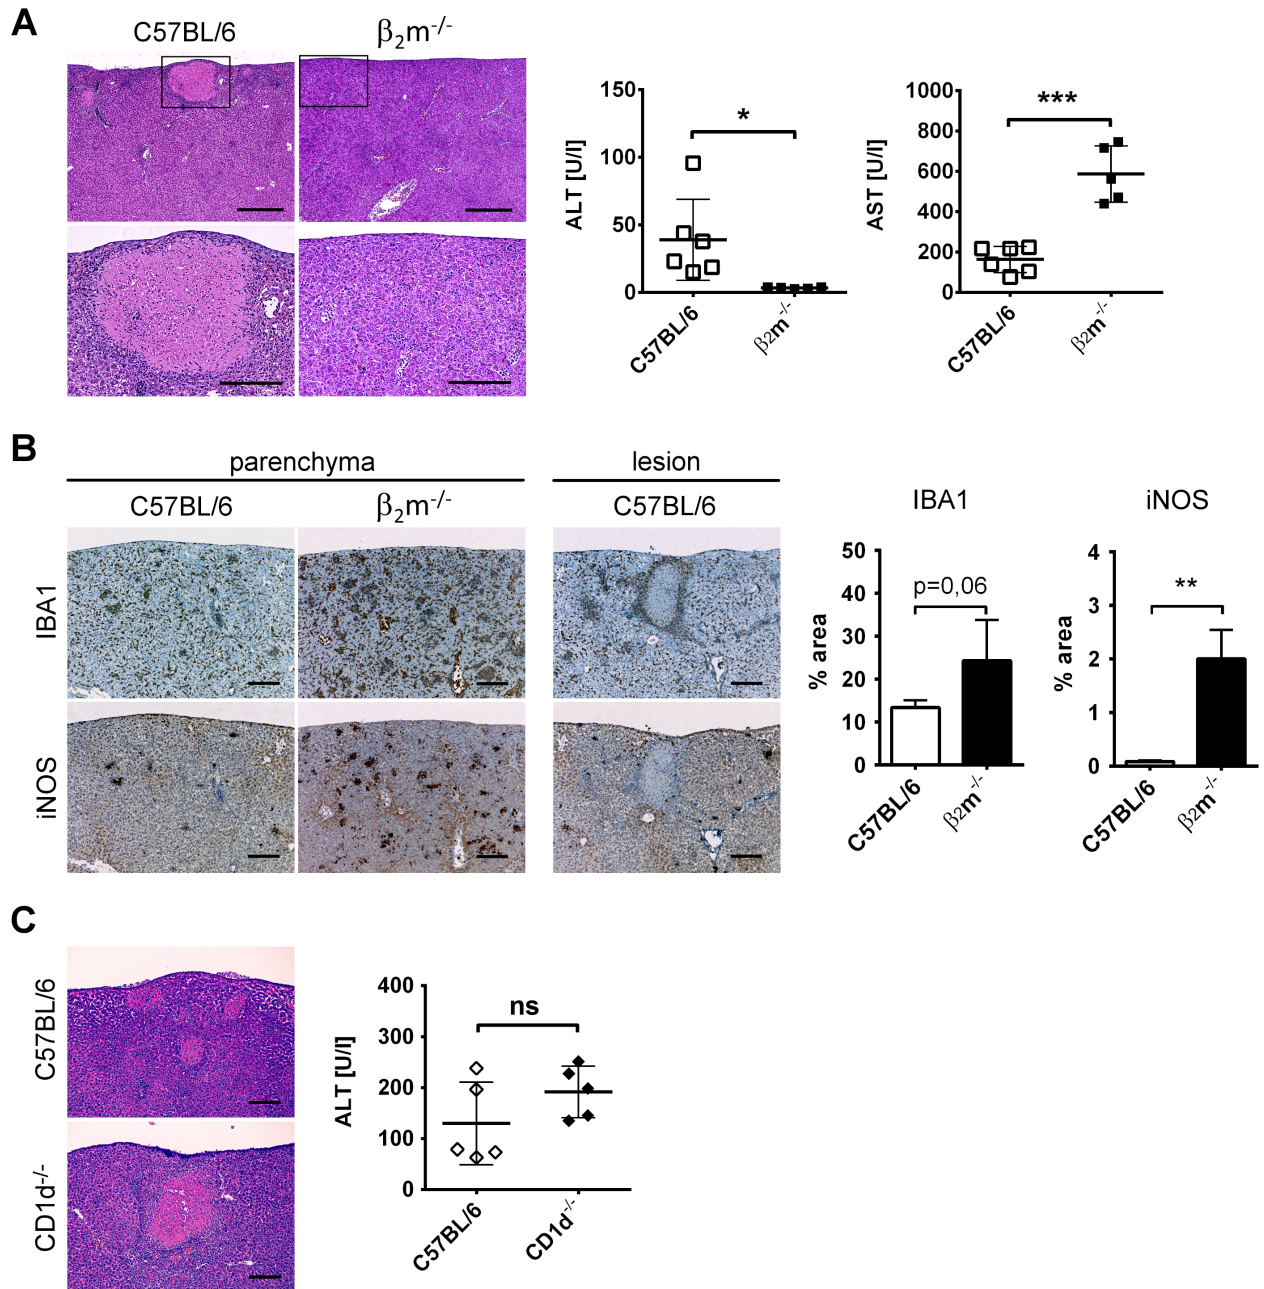 A
C57BL/6
β₂m⁻/⁻
ALT [U/l]
150
100
50
0
*
C57BL/6
β₂m⁻/⁻
AST [U/l]
1000
800
600
400
200
0
***
C57BL/6
β₂m⁻/⁻
B
parenchyma
lesion
C57BL/6
β₂m⁻/⁻
C57BL/6
IBA1
iNOS
IBA1
% area
50
40
30
20
10
0
p=0,06
C57BL/6
β₂m⁻/⁻
iNOS
% area
4
3
2
1
0
**
C57BL/6
β₂m⁻/⁻
C
C57BL/6
CD1d⁻/⁻
ALT [U/l]
400
300
200
100
0
ns
C57BL/6
CD1d⁻/⁻